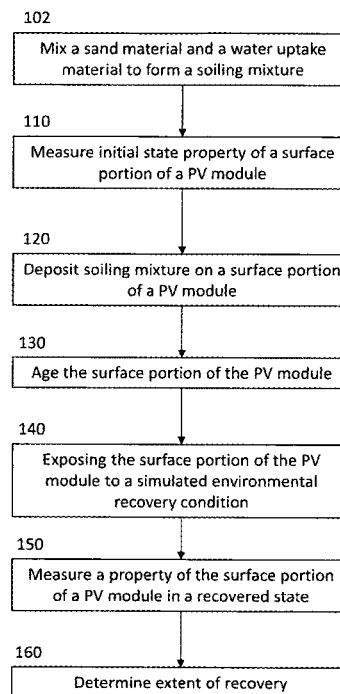 102
Mix a sand material and a water uptake
material to form a soiling mixture
110
Measure initial state property of a surface
portion of a PV module
120
Deposit soiling mixture on a surface portion
of a PV module
130
Age the surface portion of the PV module
140
Exposing the surface portion of the PV
module to a simulated environmental
recovery condition
150
Measure a property of the surface portion
of a PV module in a recovered state
160
Determine extent of recovery